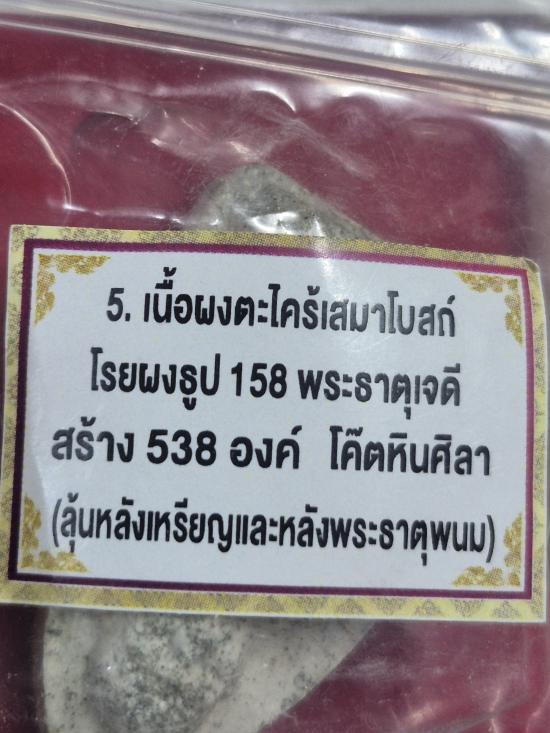 5. เนื้อผงตะไคร้เสมาโบสถ์
โรยผงธูป 158 พระธาตุเจดี
สร้าง 538 องค์ โค๊ตหินศิลา
(ลุ้นหลังเหรียญและหลังพระธาตุพนม)